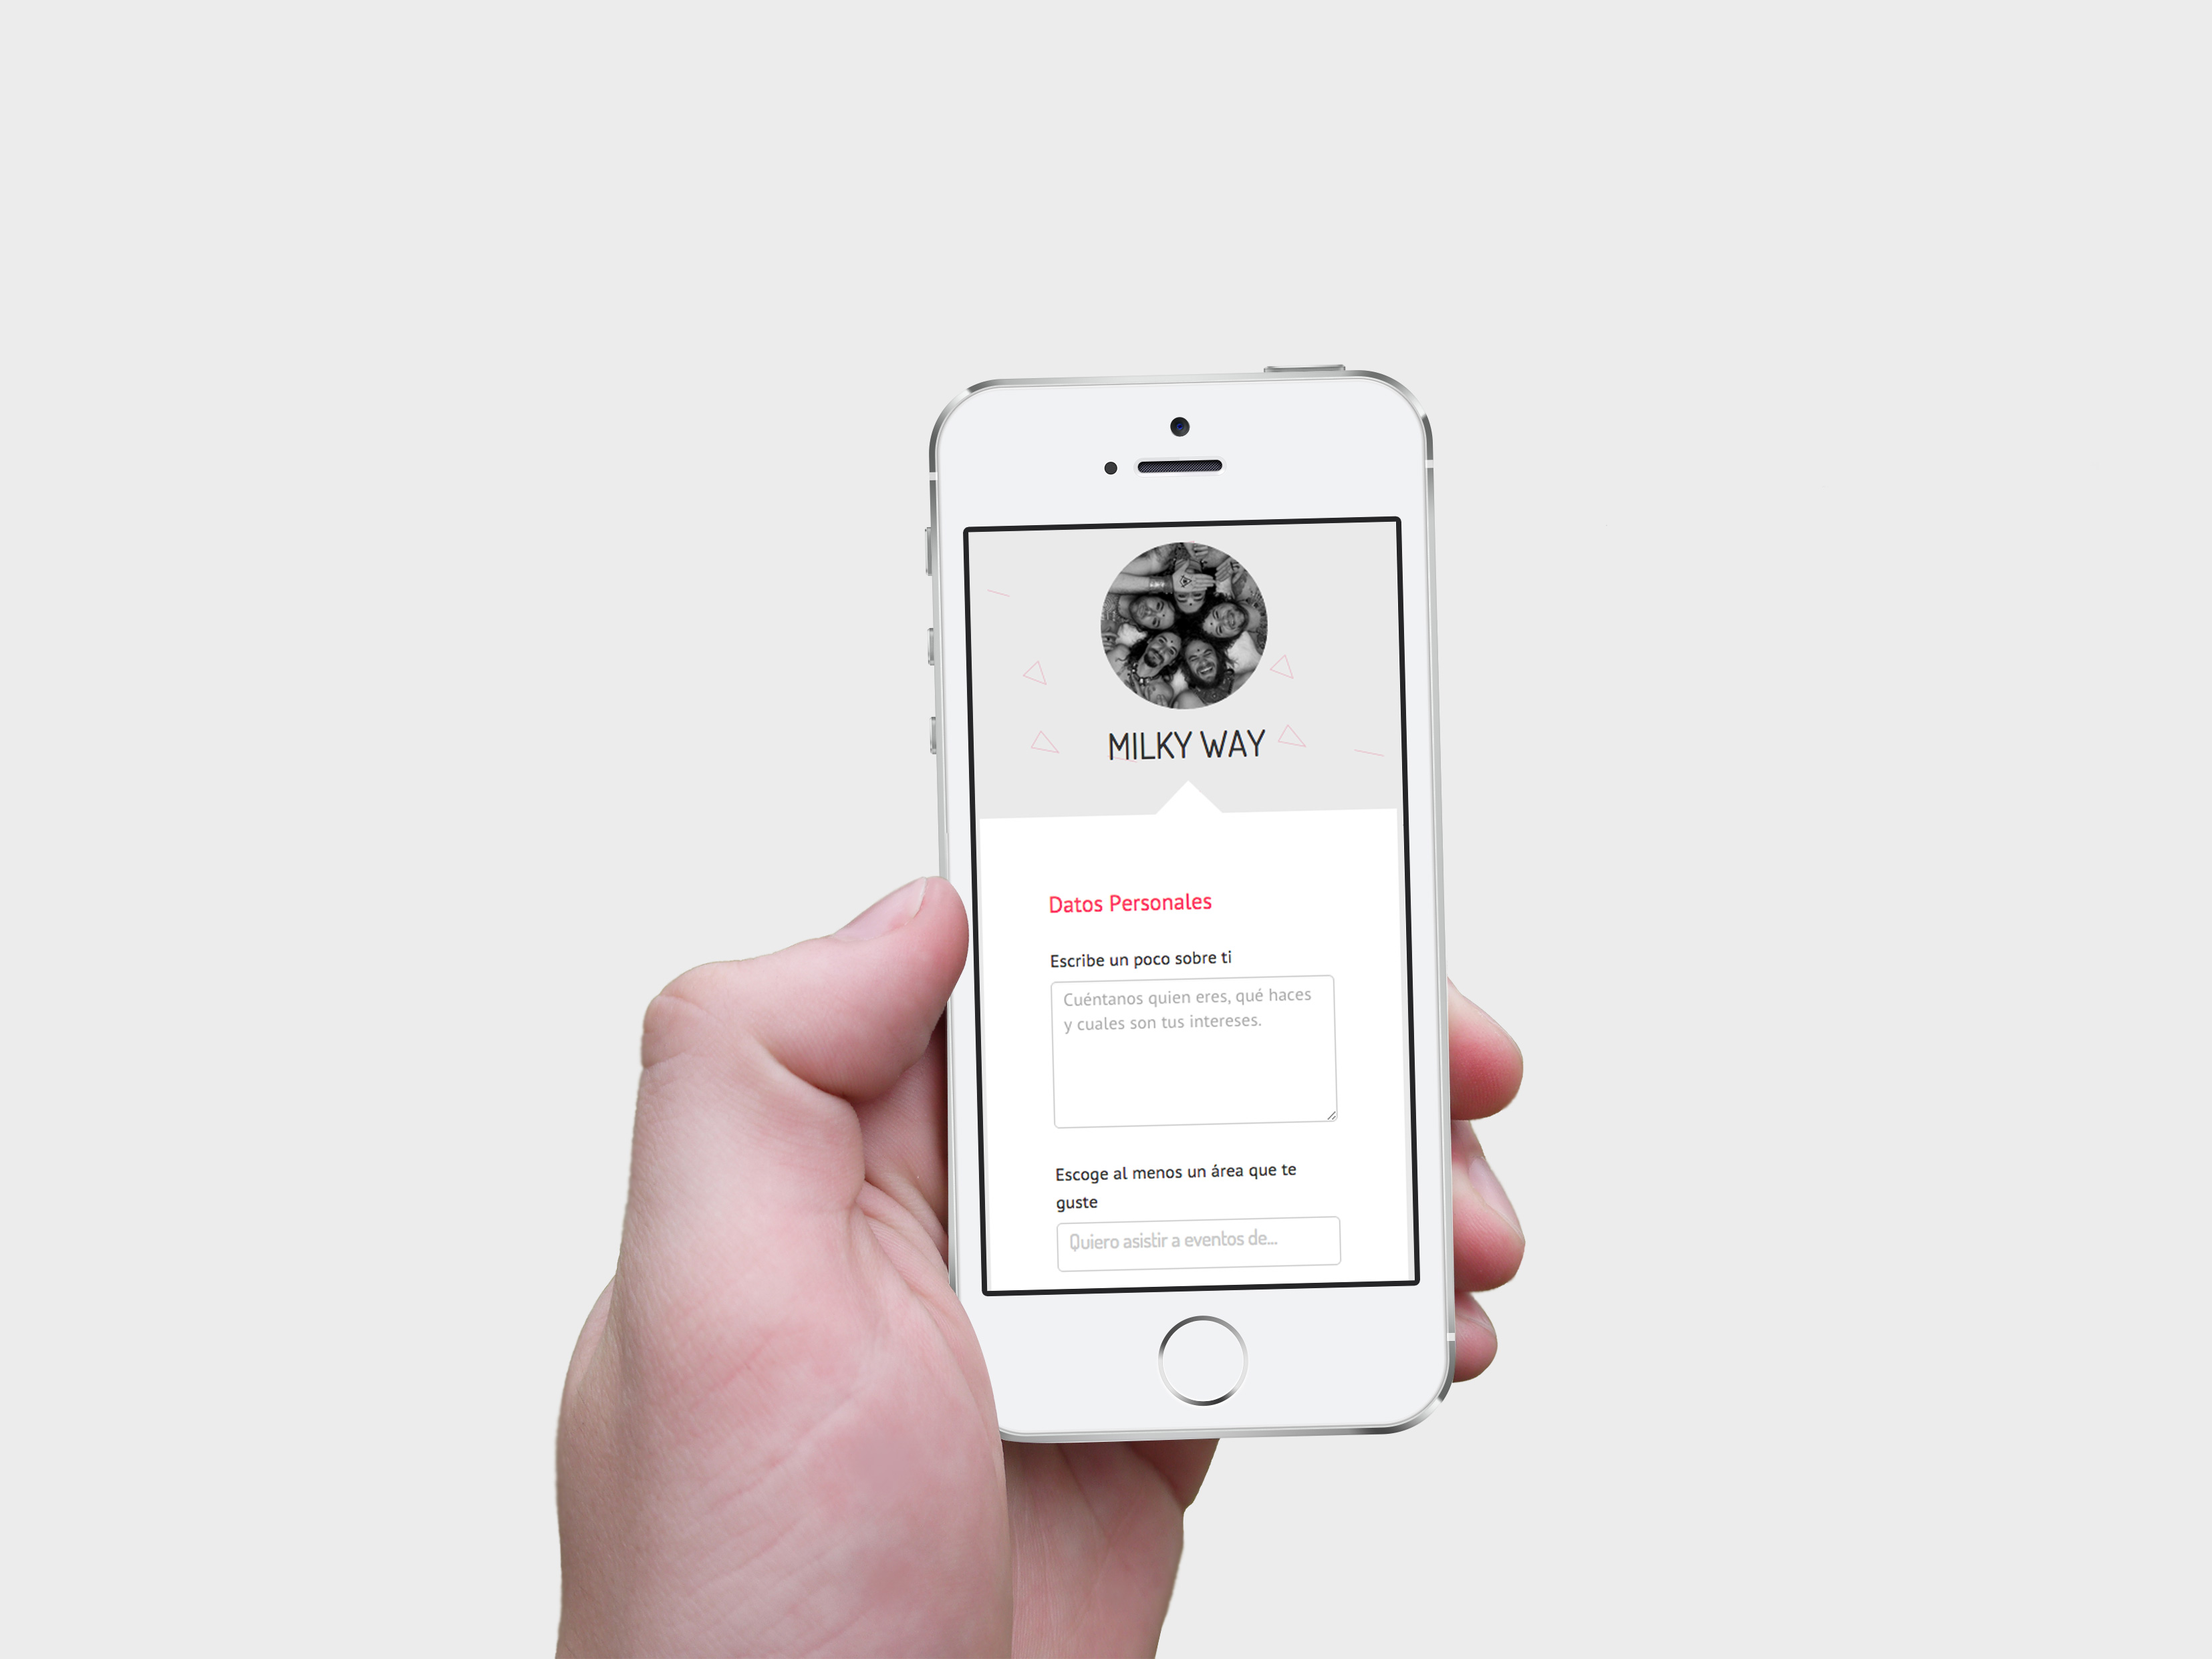 MILKY WAY
Datos Personales
Escribe un poco sobre ti
Cuéntanos quien eres, qué haces
y cuales son tus intereses.
Escoge al menos un área que te
guste
Quiero asistir a eventos de...